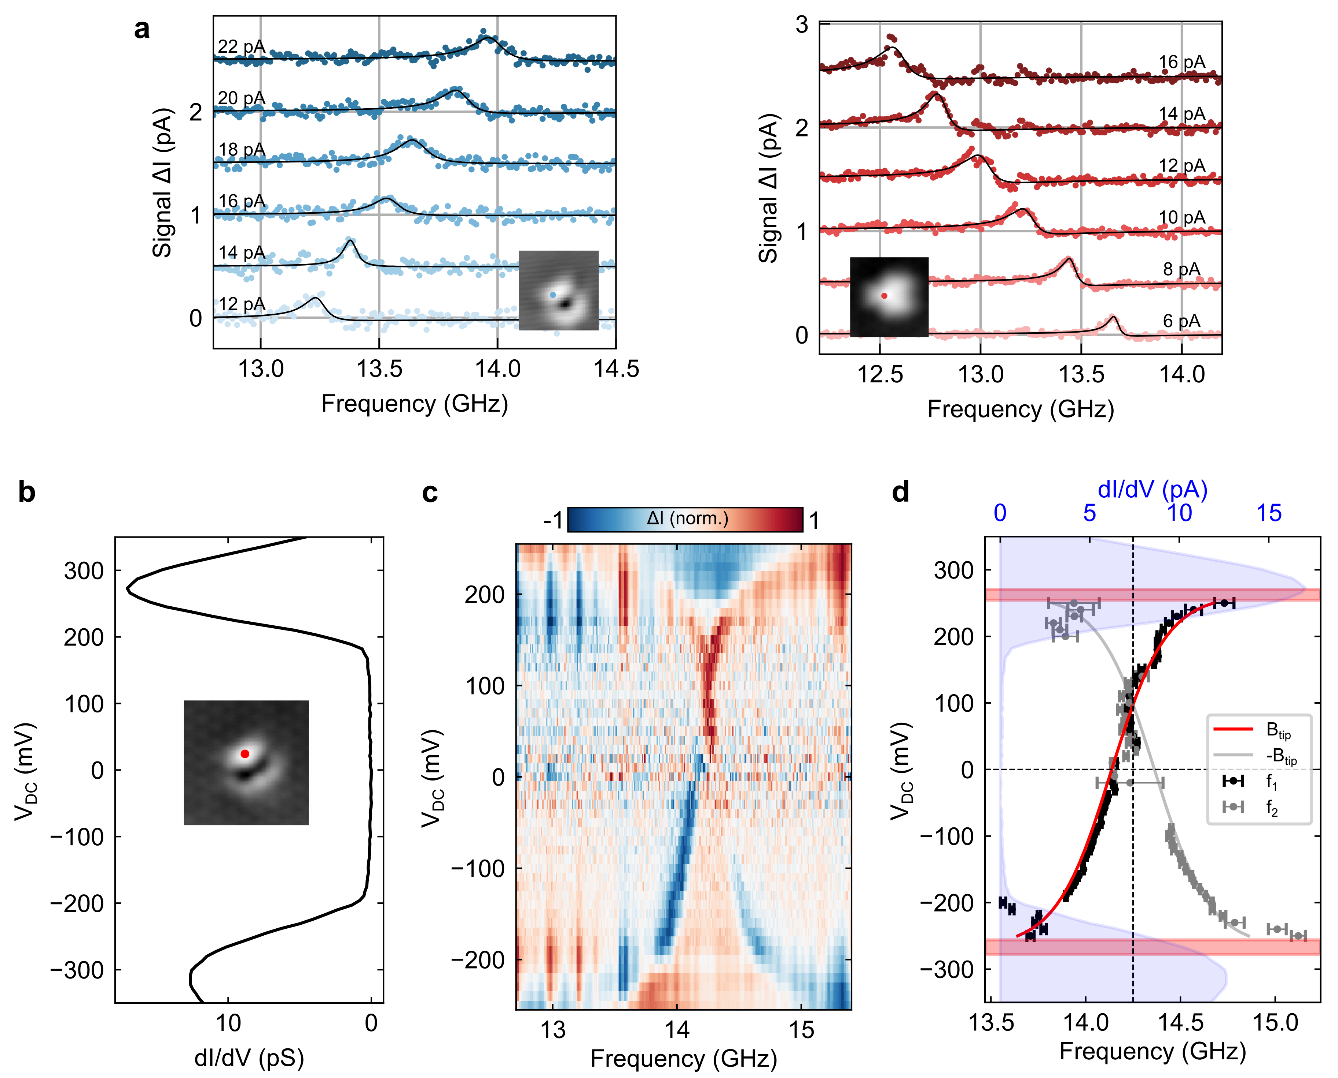 a
Signal ΔI (pA)
22 pA
20 pA
18 pA
16 pA
14 pA
12 pA
2
1
0
13.0 13.5 14.0 14.5
Frequency (GHz)
Signal ΔI (pA)
3
2
1
0
16 pA
14 pA
12 pA
10 pA
8 pA
6 pA
12.5 13.0 13.5 14.0
Frequency (GHz)
b
V_DC (mV)
300
200
100
0
−100
−200
−300
10 0
dI/dV (pS)
c
-1 ΔI (norm.) 1
V_DC (mV)
200
100
0
−100
−200
13 14 15
Frequency (GHz)
d
dI/dV (pA)
0 5 10 15
V_DC (mV)
300
200
100
0
−100
−200
−300
B_tip
-B_tip
f_1
f_2
13.5 14.0 14.5 15.0
Frequency (GHz)